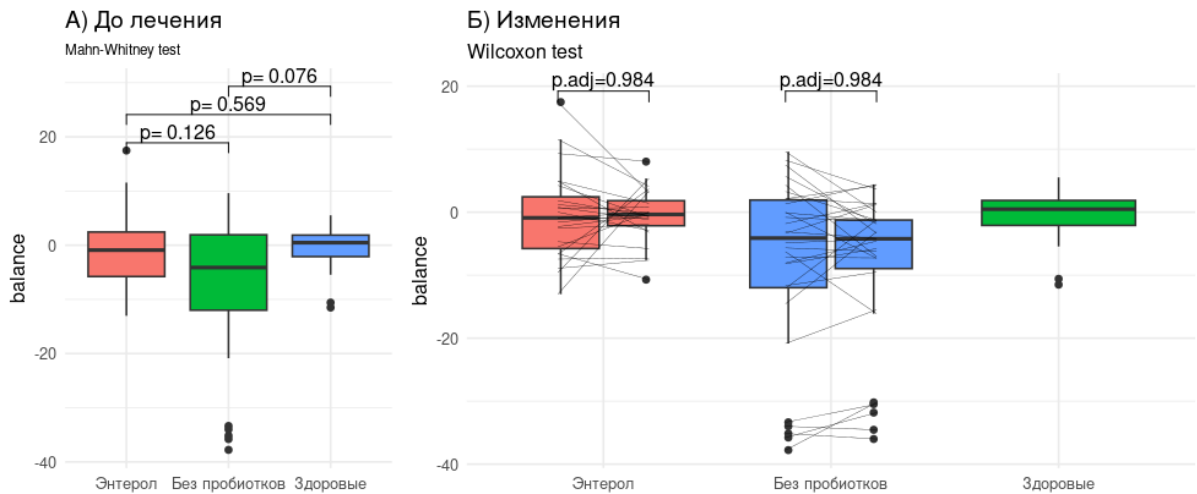 А) До лечения
Mahn-Whitney test
p= 0.076
p= 0.569
p= 0.126
balance
20
0
-20
-40
Энтерол
Без пробиотков
Здоровые
Б) Изменения
Wilcoxon test
p.adj=0.984
p.adj=0.984
balance
20
0
-20
-40
Энтерол
Без пробиотков
Здоровые